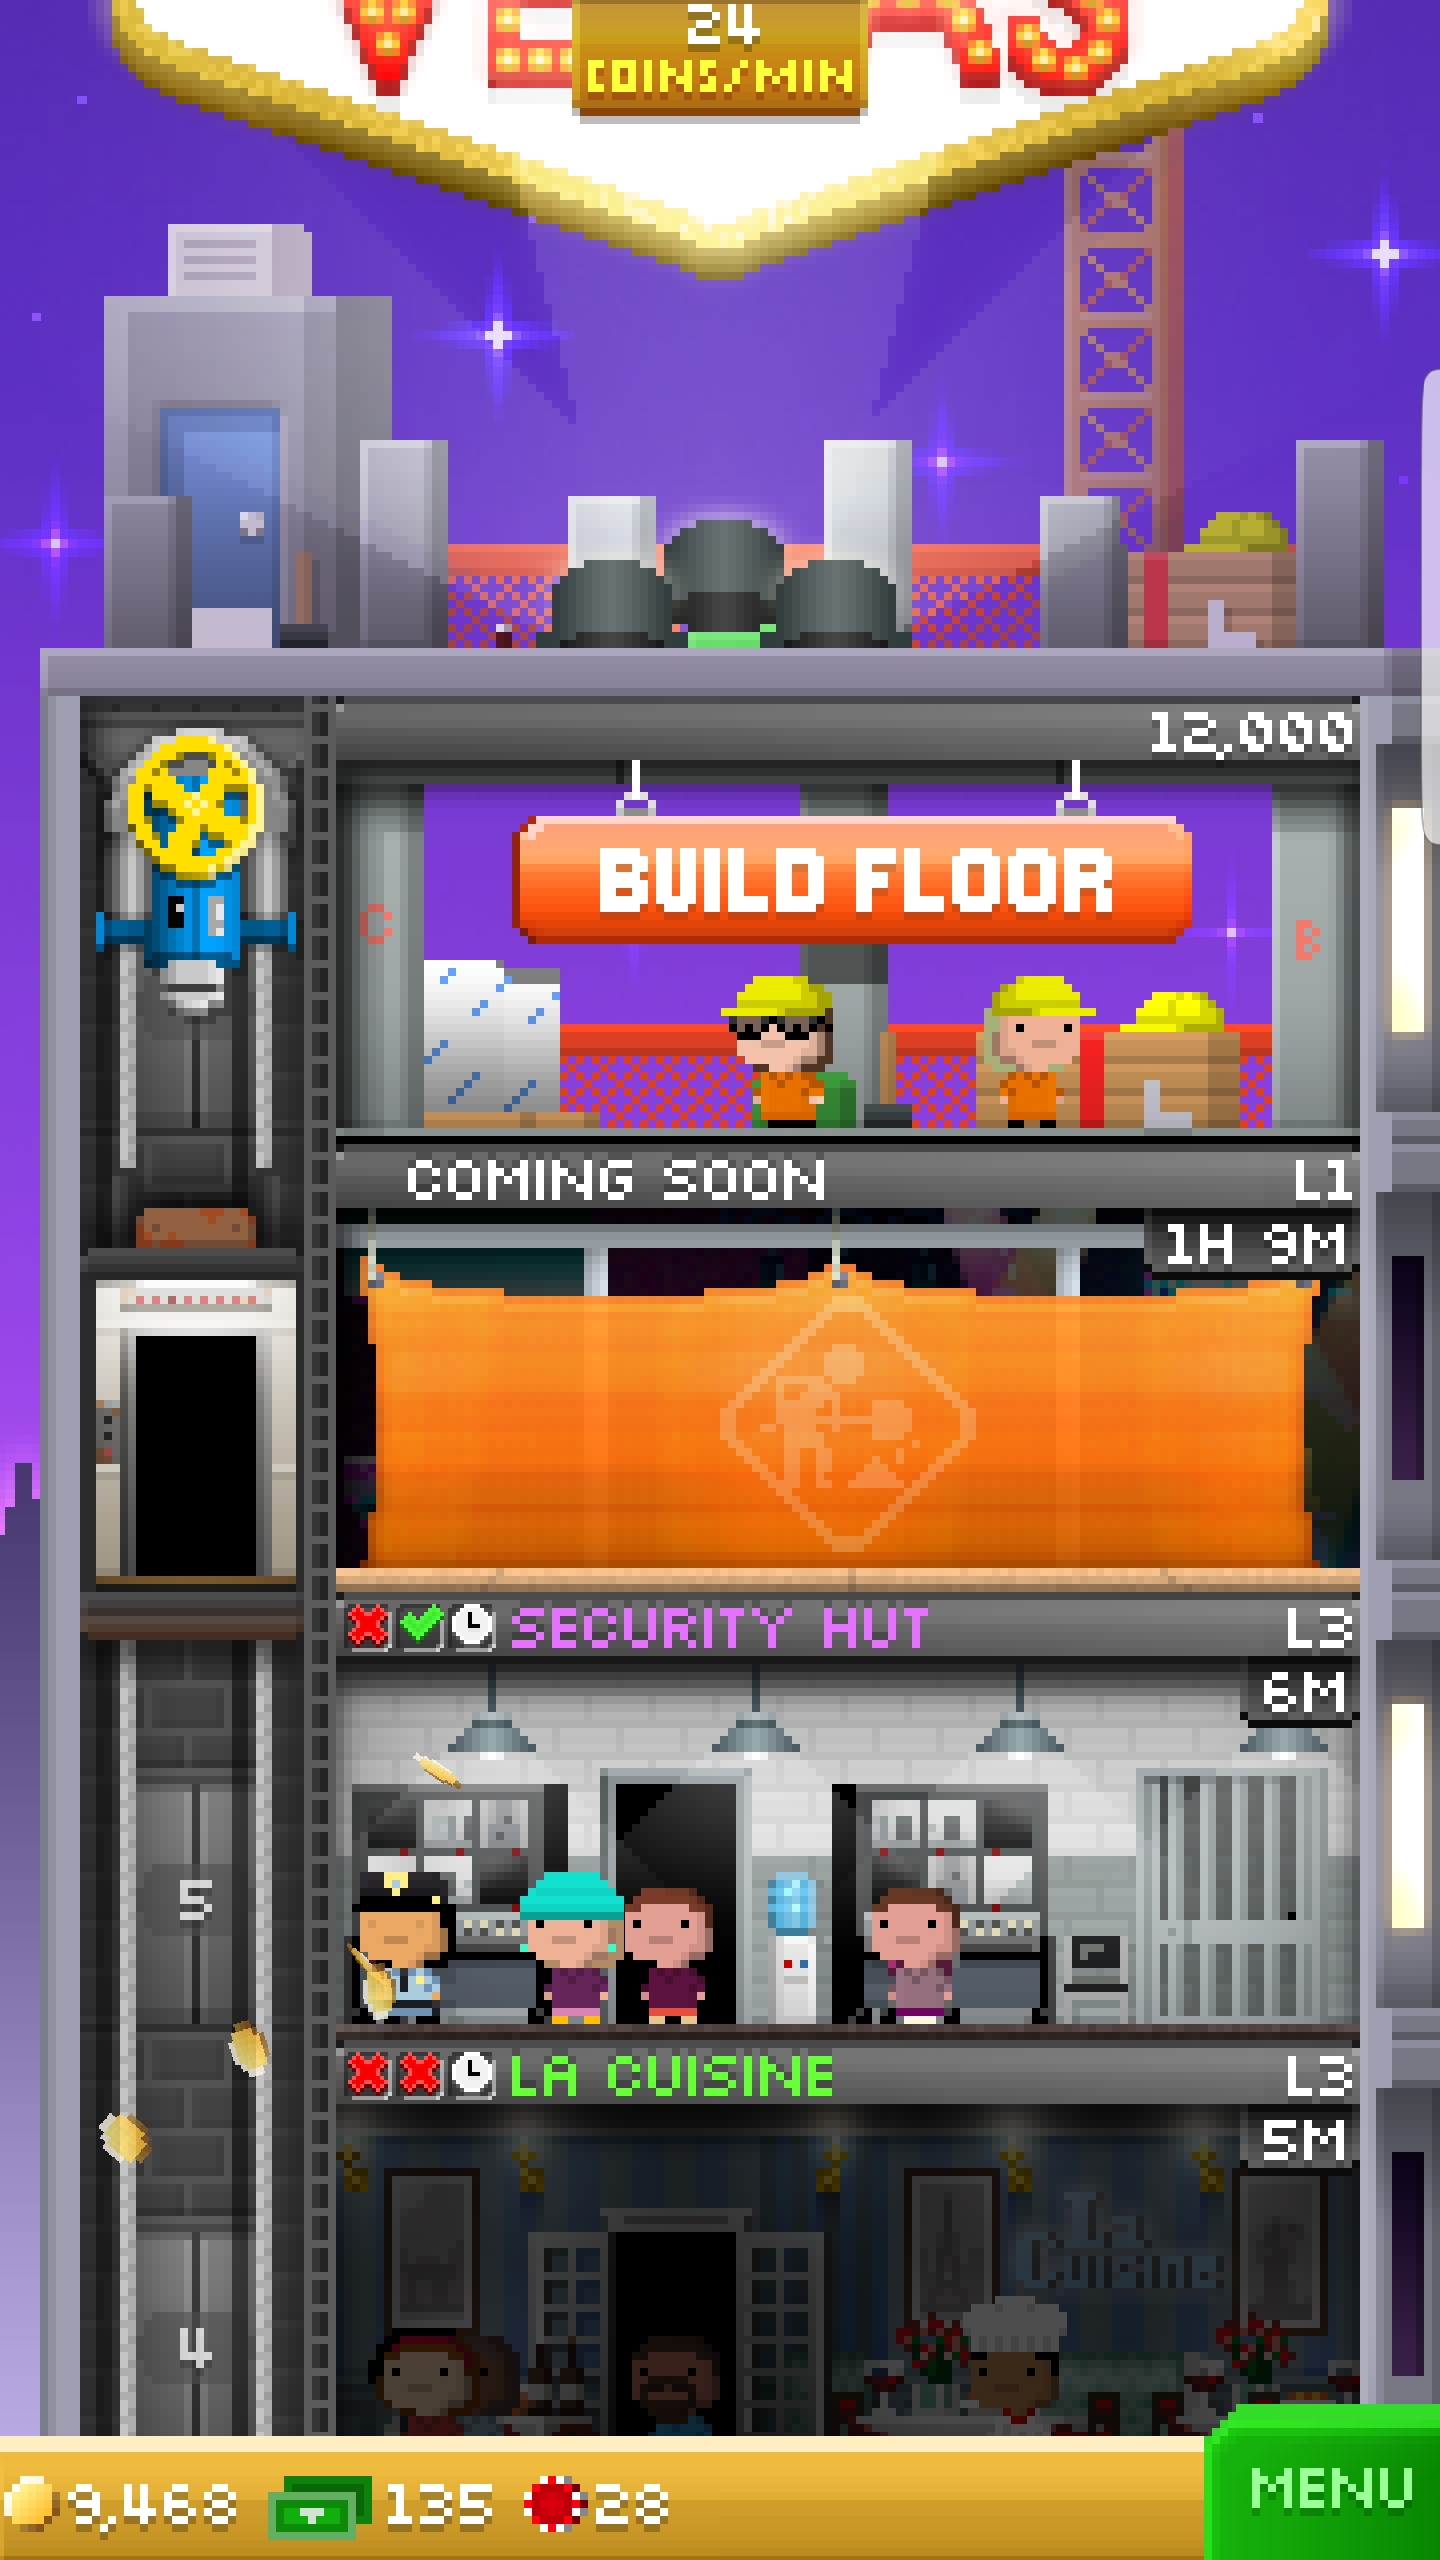 VEGAS
24
COINS/MIN
12,000
BUILD FLOOR
C
B
COMING SOON
L1
1H 9M
SECURITY HUT
L3
6M
5
LA CUISINE
L3
5M
La
Cuisine
4
9,468
135
28
MENU